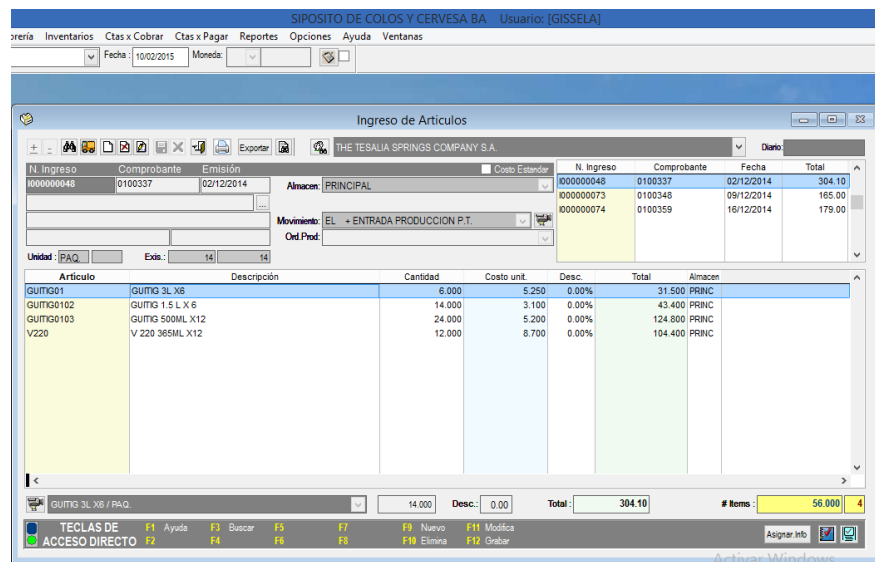 SIPOSITO DE COLOS Y CERVESA BA Usuario: [GISSELA]
orería Inventarios Ctas x Cobrar Ctas x Pagar Reportes Opciones Ayuda Ventanas
Fecha : 10/02/2015 Moneda:
Ingreso de Articulos
+ - Exportar THE TESALIA SPRINGS COMPANY S.A. Diario:
N. Ingreso Comprobante Emisión Costo Estandar N. Ingreso Comprobante Fecha Total
I000000048 0100337 02/12/2014 Almacen: PRINCIPAL I000000048 0100337 02/12/2014 304.10
I000000073 0100348 09/12/2014 165.00
... I000000074 0100359 16/12/2014 179.00
Movimiento: EL + ENTRADA PRODUCCION P.T.
Ord.Prod:
Unidad : PAQ. Exis.: 14 14
Articulo Descripción Cantidad Costo unit. Desc. Total Almacen
GUITIG01 GUITIG 3L X6 6.000 5.250 0.00% 31.500 PRINC
GUITIG0102 GUITIG 1.5 L X 6 14.000 3.100 0.00% 43.400 PRINC
GUITIG0103 GUITIG 500ML X12 24.000 5.200 0.00% 124.800 PRINC
V220 V 220 365ML X12 12.000 8.700 0.00% 104.400 PRINC
GUITIG 3L X6 / PAQ. 14.000 Desc.: 0.00 Total : 304.10 # Items : 56.000 4
TECLAS DE F1 Ayuda F3 Buscar F5 F7 F9 Nuevo F11 Modifica
ACCESO DIRECTO F2 F4 F6 F8 F10 Elimina F12 Grabar
Asignar.Info
Activar Windows